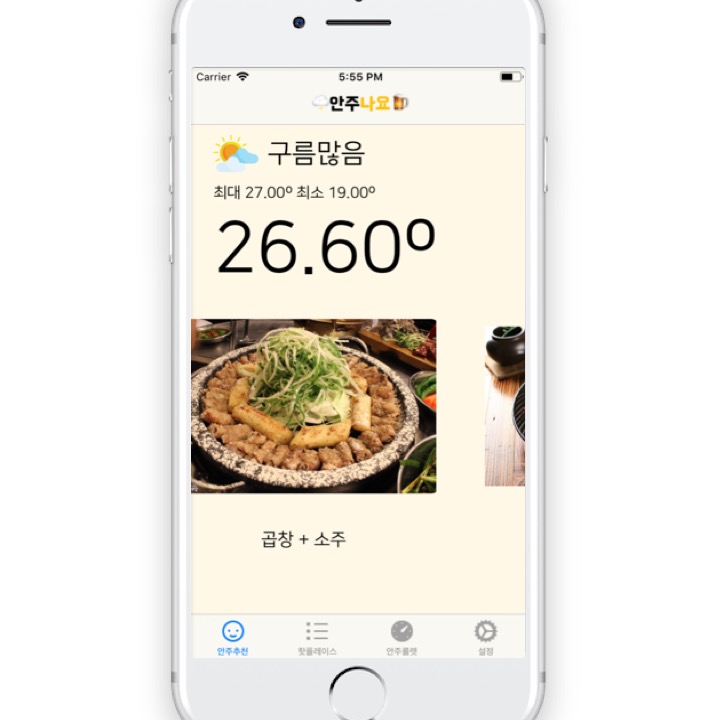 Carrier 5:55 PM
안주나요
구름많음
최대 27.00º 최소 19.00º
26.60º
곱창 + 소주
안주추천 핫플레이스 안주룰렛 설정